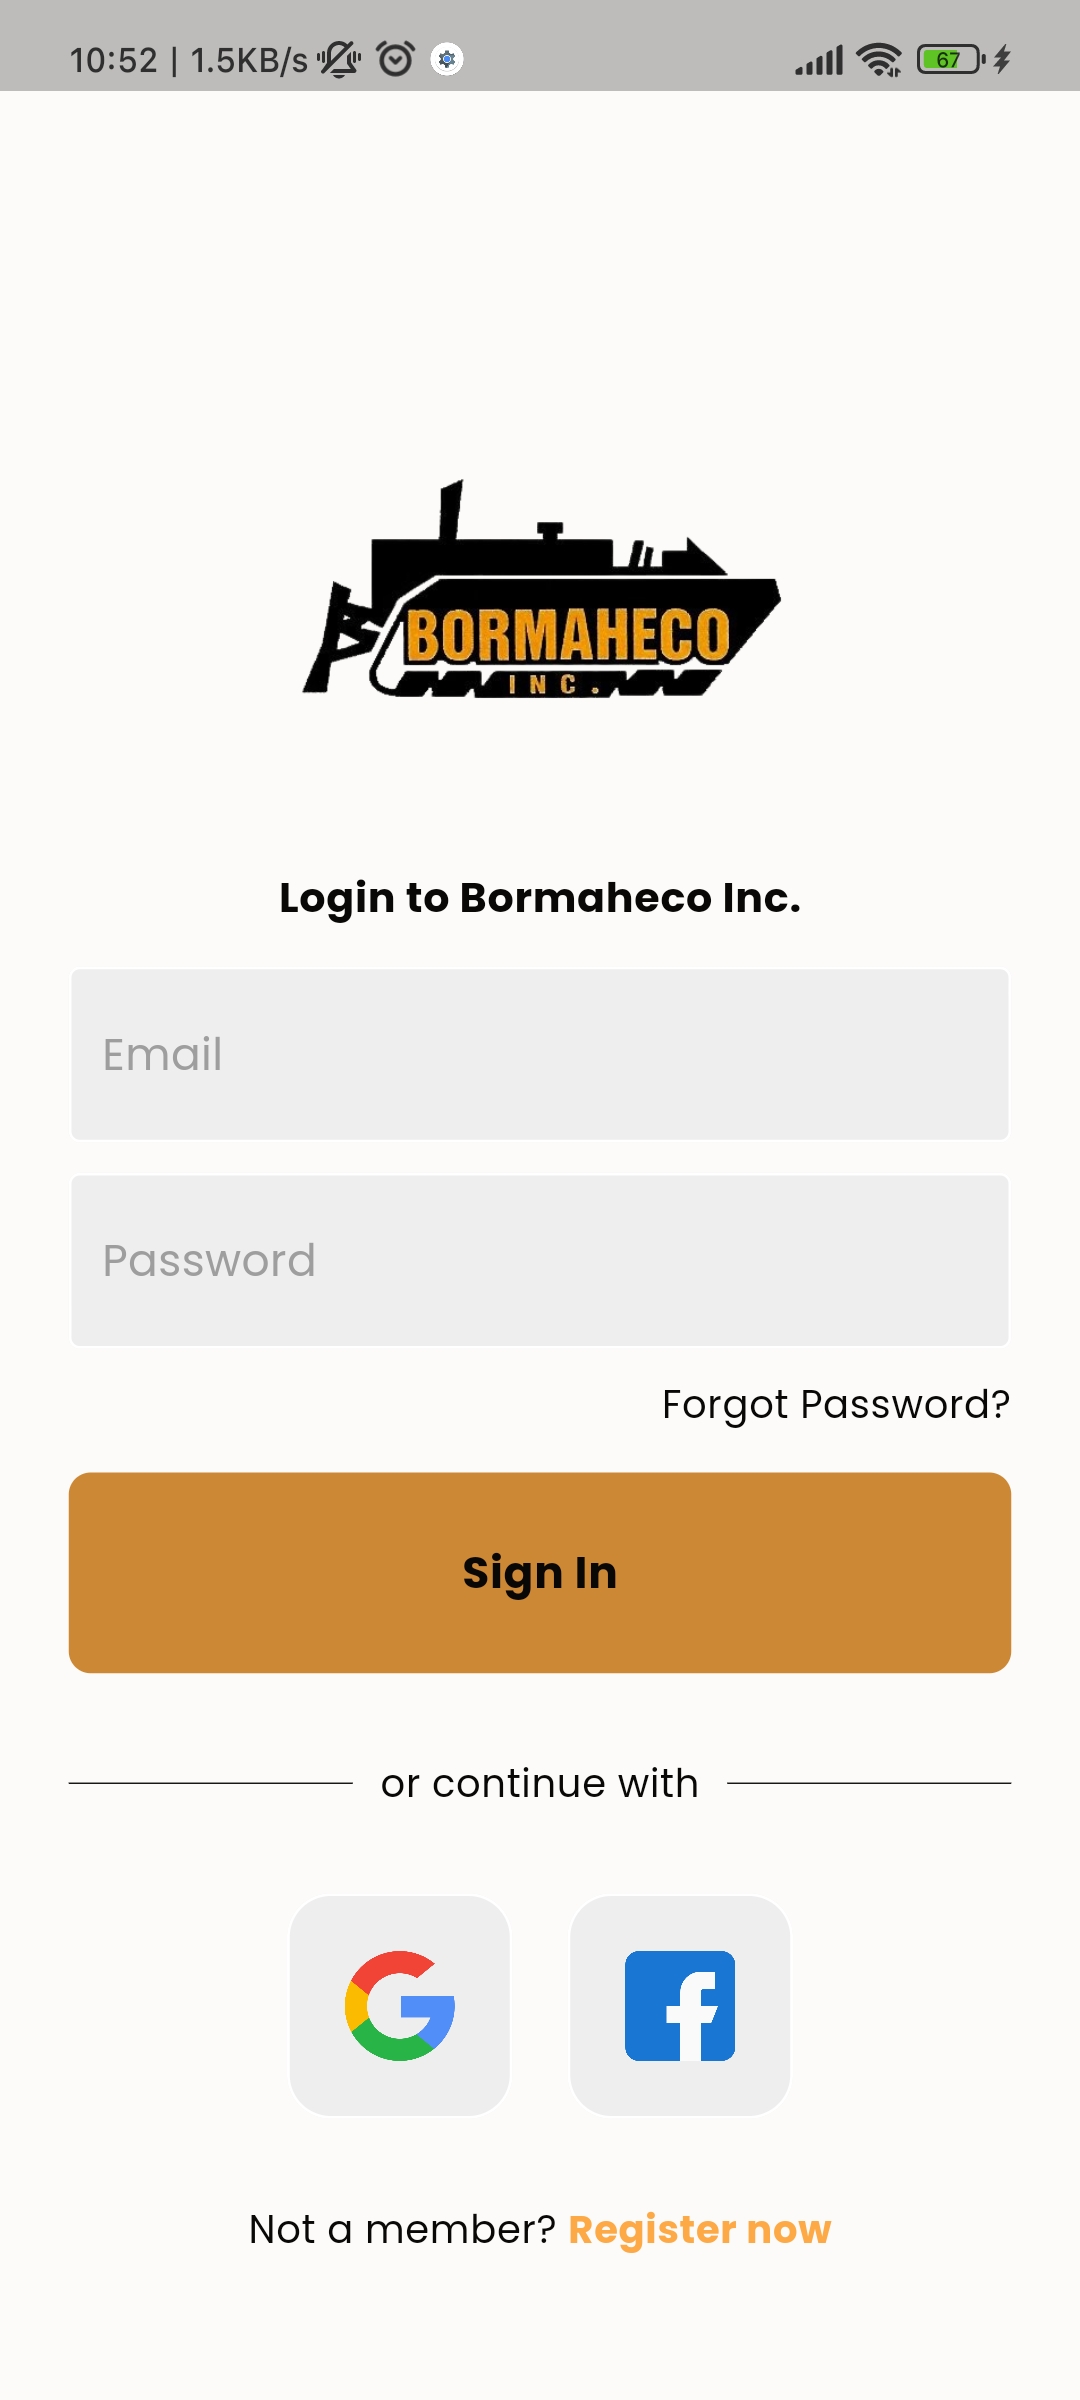 10:52 | 1.5KB/s 67
BORMAHECO
INC.
Login to Bormaheco Inc.
Email
Password
Forgot Password?
Sign In
or continue with
Not a member? Register now